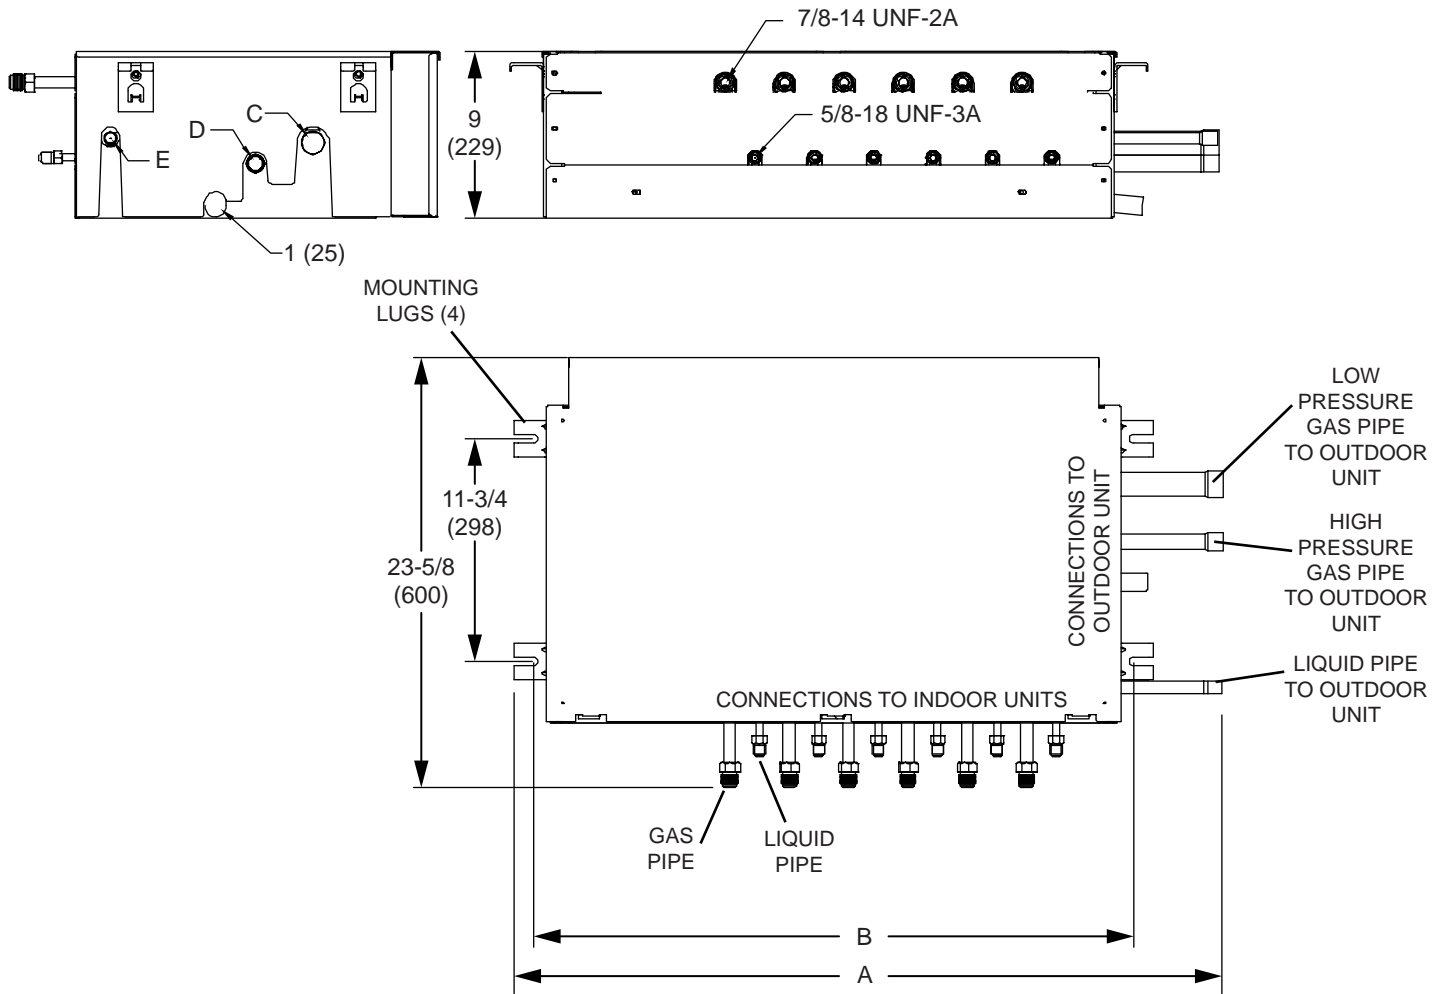 7/8-14 UNF-2A
5/8-18 UNF-3A
C
D
E
1 (25)
9
(229)
MOUNTING
LUGS (4)
11-3/4
(298)
23-5/8
(600)
CONNECTIONS TO
OUTDOOR UNIT
LOW
PRESSURE
GAS PIPE
TO OUTDOOR
UNIT
HIGH
PRESSURE
GAS PIPE
TO OUTDOOR
UNIT
LIQUID PIPE
TO OUTDOOR
UNIT
CONNECTIONS TO INDOOR UNITS
GAS
PIPE
LIQUID
PIPE
B
A